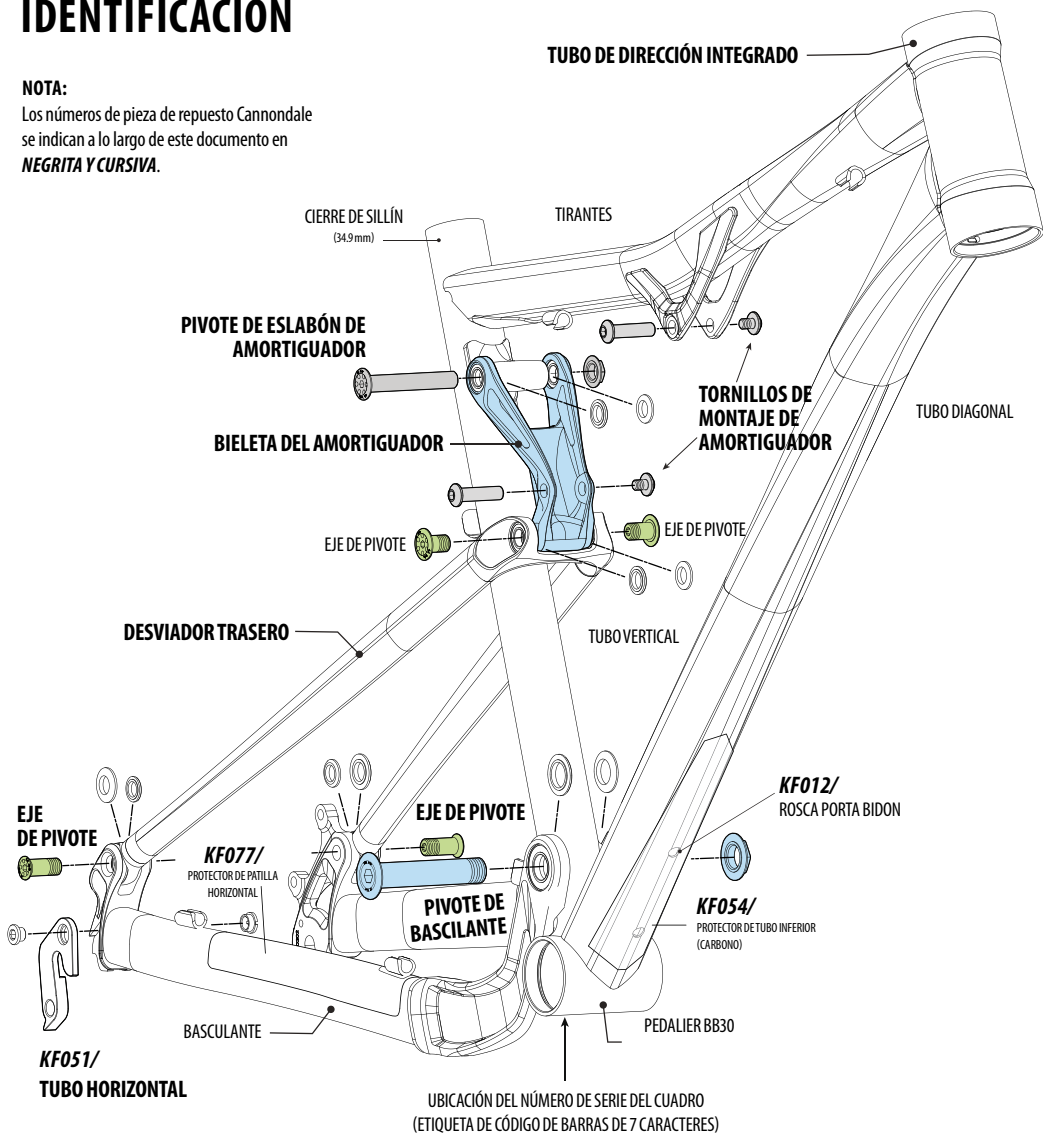 IDENTIFICACIÓN
NOTA:
Los números de pieza de repuesto Cannondale
se indican a lo largo de este documento en
NEGRITA Y CURSIVA.
TUBO DE DIRECCIÓN INTEGRADO
CIERRE DE SILLÍN
(34.9 mm)
TIRANTES
PIVOTE DE ESLABÓN DE
AMORTIGUADOR
BIELETA DEL AMORTIGUADOR
TORNILLOS DE
MONTAJE DE
AMORTIGUADOR
TUBO DIAGONAL
EJE DE PIVOTE
EJE DE PIVOTE
DESVIADOR TRASERO
TUBO VERTICAL
EJE
DE PIVOTE
KF077/
PROTECTOR DE PATILLA
HORIZONTAL
EJE DE PIVOTE
PIVOTE DE
BASCILANTE
KF012/
ROSCA PORTA BIDON
KF054/
PROTECTOR DE TUBO INFERIOR
(CARBONO)
BASCULANTE
PEDALIER BB30
KF051/
TUBO HORIZONTAL
UBICACIÓN DEL NÚMERO DE SERIE DEL CUADRO
(ETIQUETA DE CÓDIGO DE BARRAS DE 7 CARACTERES)